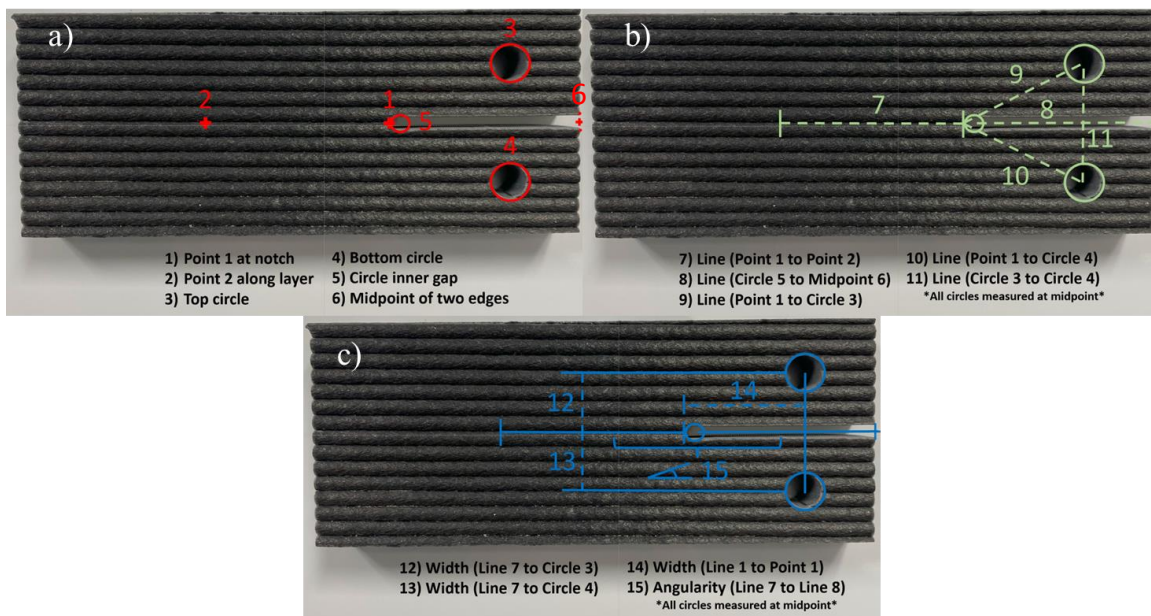 a)
3
2
1
5
6
4
1) Point 1 at notch
2) Point 2 along layer
3) Top circle
4) Bottom circle
5) Circle inner gap
6) Midpoint of two edges
b)
9
7
8
11
10
7) Line (Point 1 to Point 2)
8) Line (Circle 5 to Midpoint 6)
9) Line (Point 1 to Circle 3)
10) Line (Point 1 to Circle 4)
11) Line (Circle 3 to Circle 4)
*All circles measured at midpoint*
c)
12
14
13
15
12) Width (Line 7 to Circle 3)
13) Width (Line 7 to Circle 4)
14) Width (Line 1 to Point 1)
15) Angularity (Line 7 to Line 8)
*All circles measured at midpoint*